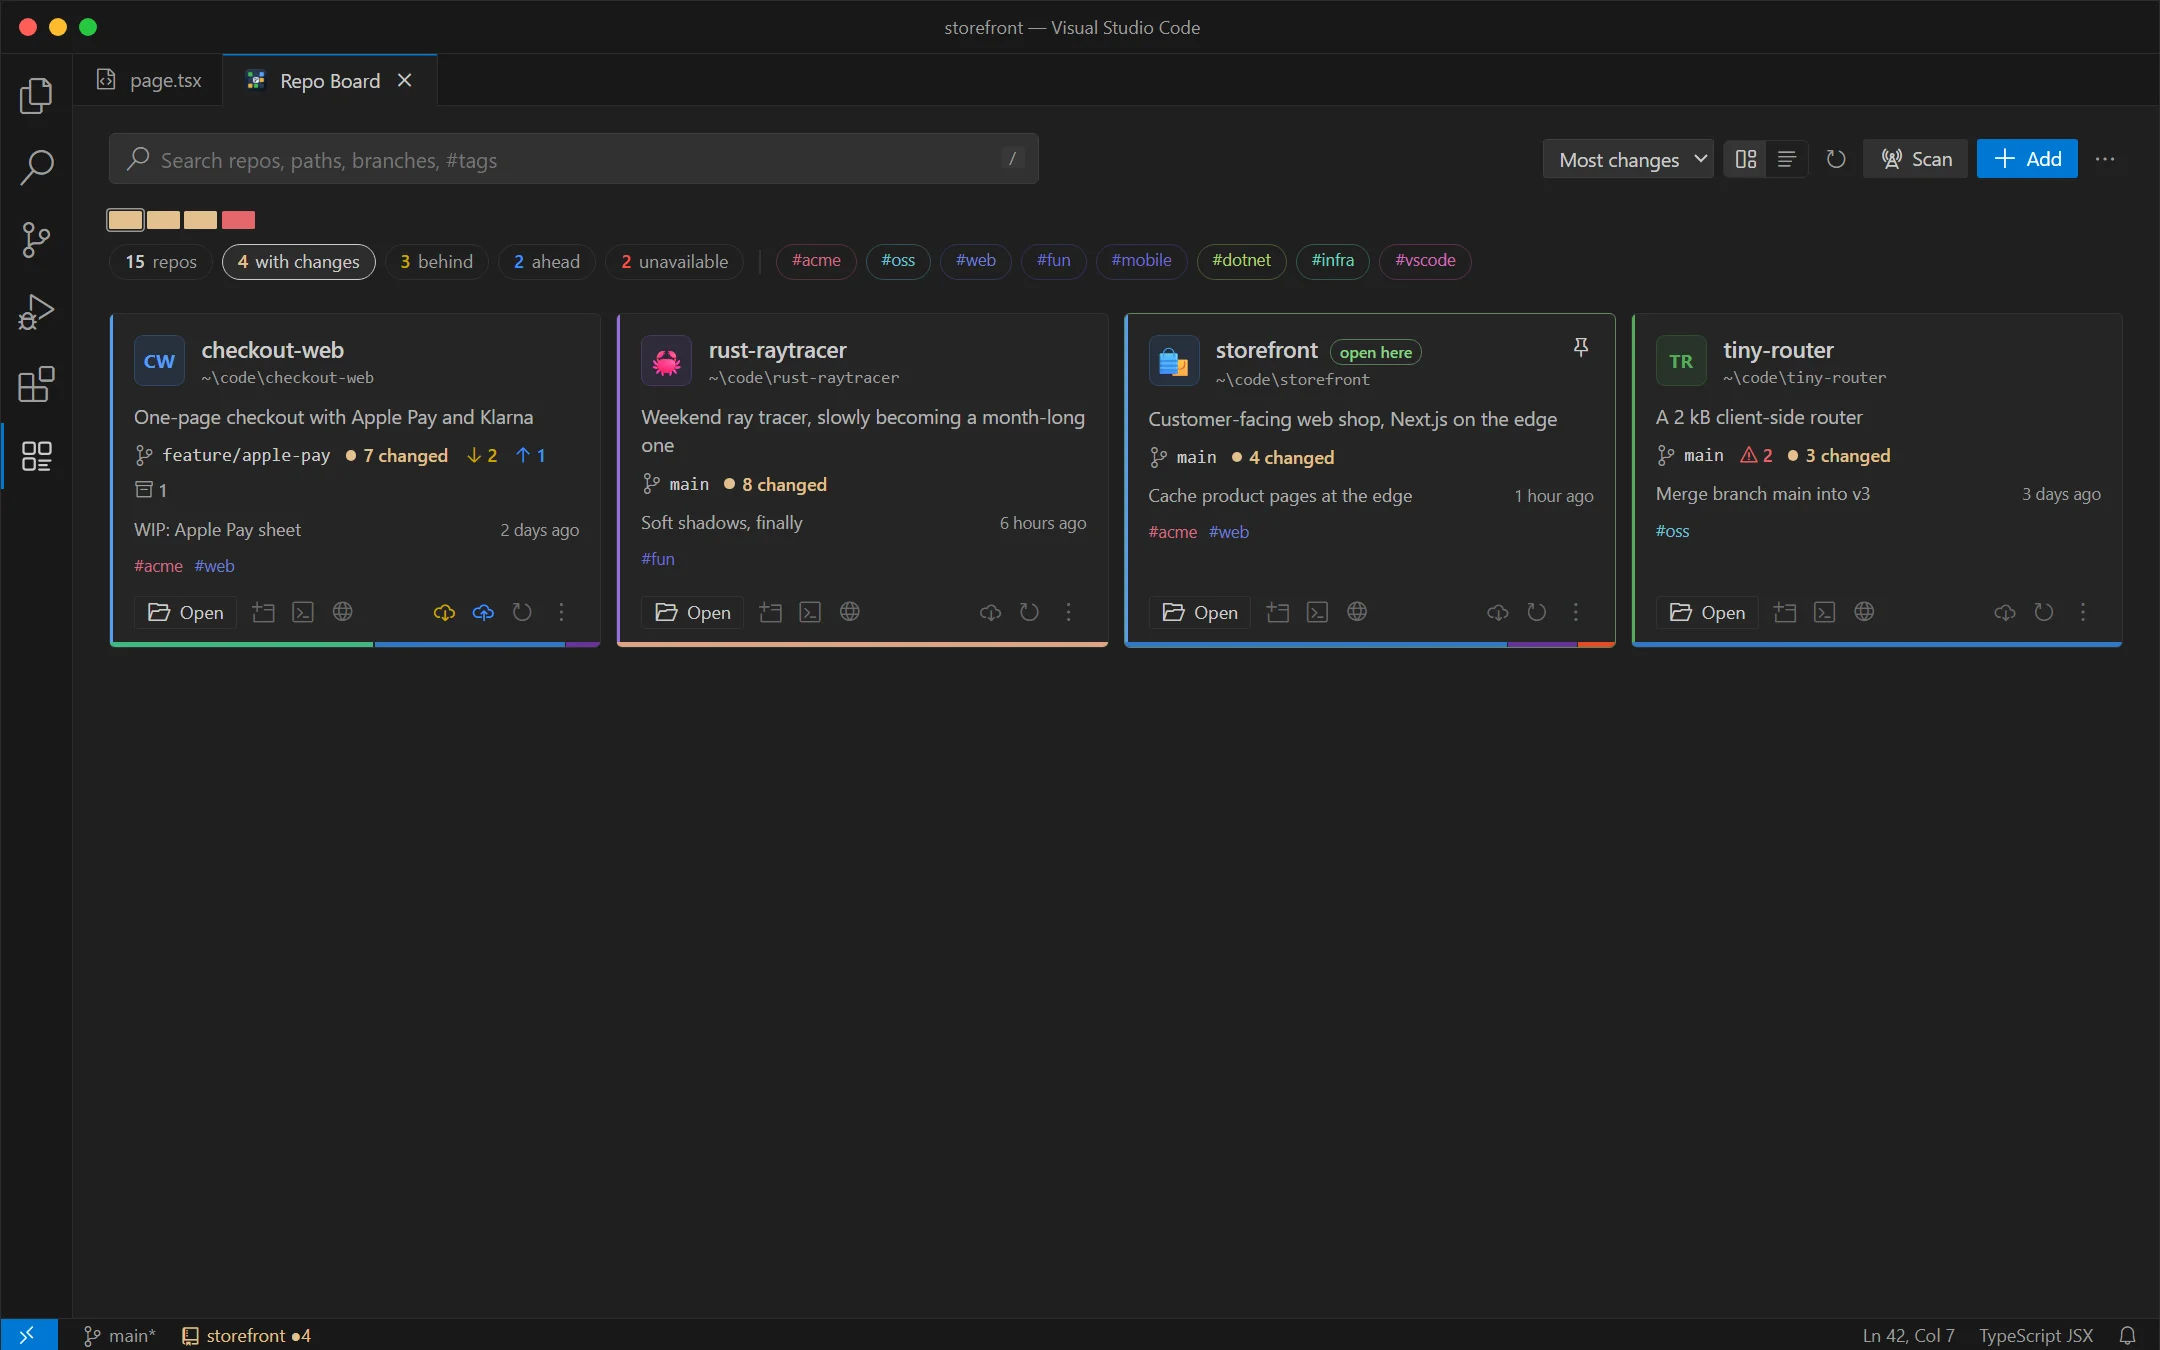 storefront — Visual Studio Code
page.tsx
Repo Board
Search repos, paths, branches, #tags
/
Most changes
Scan
Add
15 repos
4 with changes
3 behind
2 ahead
2 unavailable
#acme
#oss
#web
#fun
#mobile
#dotnet
#infra
#vscode
CW
checkout-web
~\code\checkout-web
One-page checkout with Apple Pay and Klarna
feature/apple-pay
7 changed
2
1
1
WIP: Apple Pay sheet
2 days ago
#acme #web
Open
rust-raytracer
~\code\rust-raytracer
Weekend ray tracer, slowly becoming a month-long
one
main
8 changed
Soft shadows, finally
6 hours ago
#fun
Open
storefront
open here
~\code\storefront
Customer-facing web shop, Next.js on the edge
main
4 changed
Cache product pages at the edge
1 hour ago
#acme #web
Open
TR
tiny-router
~\code\tiny-router
A 2 kB client-side router
main
2
3 changed
Merge branch main into v3
3 days ago
#oss
Open
main*
storefront ●4
Ln 42, Col 7
TypeScript JSX